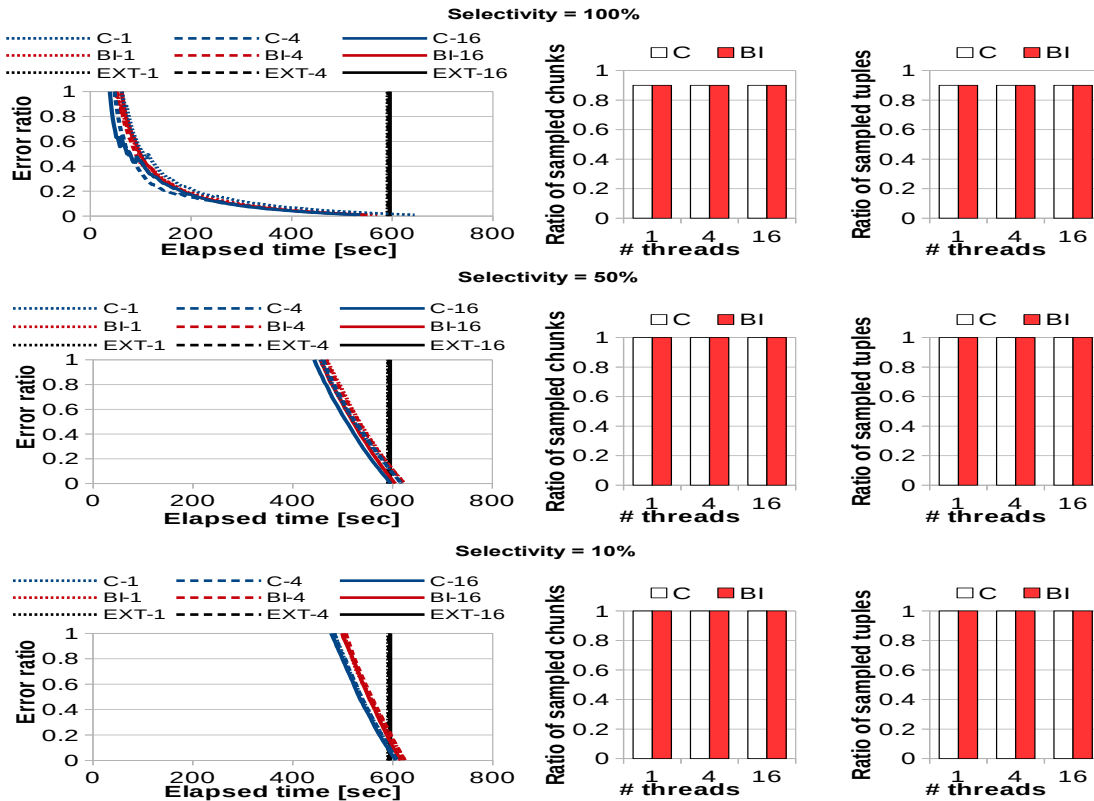 Selectivity = 100%
C-1 C-4 C-16
BI-1 BI-4 BI-16
EXT-1 EXT-4 EXT-16
Error ratio
1
0.8
0.6
0.4
0.2
0
0 200 400 600 800
Elapsed time [sec]
C BI
Ratio of sampled chunks
1
0.8
0.6
0.4
0.2
0
1 4 16
# threads
C BI
Ratio of sampled tuples
1
0.8
0.6
0.4
0.2
0
1 4 16
# threads
Selectivity = 50%
C-1 C-4 C-16
BI-1 BI-4 BI-16
EXT-1 EXT-4 EXT-16
Error ratio
1
0.8
0.6
0.4
0.2
0
0 200 400 600 800
Elapsed time [sec]
C BI
Ratio of sampled chunks
1
0.8
0.6
0.4
0.2
0
1 4 16
# threads
C BI
Ratio of sampled tuples
1
0.8
0.6
0.4
0.2
0
1 4 16
# threads
Selectivity = 10%
C-1 C-4 C-16
BI-1 BI-4 BI-16
EXT-1 EXT-4 EXT-16
Error ratio
1
0.8
0.6
0.4
0.2
0
0 200 400 600 800
Elapsed time [sec]
C BI
Ratio of sampled chunks
1
0.8
0.6
0.4
0.2
0
1 4 16
# threads
C BI
Ratio of sampled tuples
1
0.8
0.6
0.4
0.2
0
1 4 16
# threads